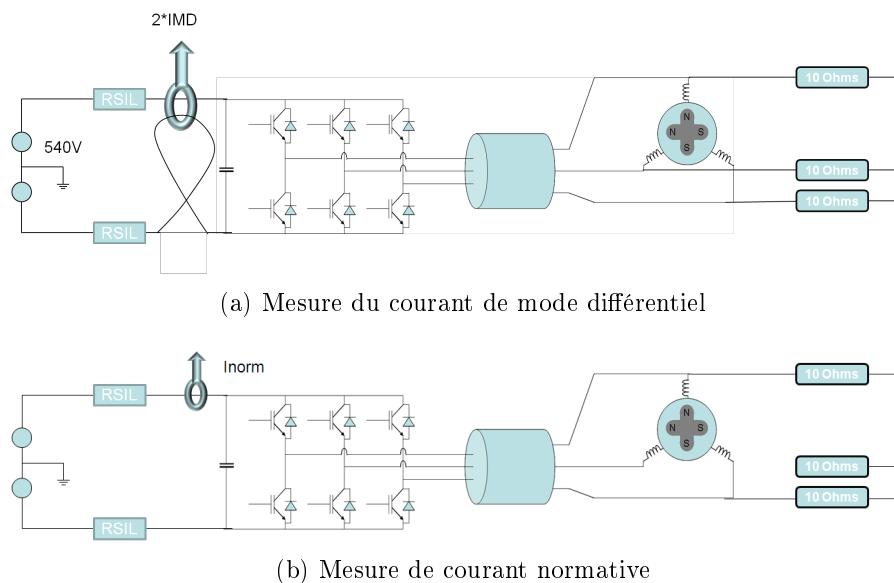 2*IMD
RSIL
10 Ohms
540V
N
N S
S
10 Ohms
RSIL
10 Ohms
(a) Mesure du courant de mode différentiel
Inorm
RSIL
10 Ohms
N
N S
S
10 Ohms
RSIL
10 Ohms
(b) Mesure de courant normative